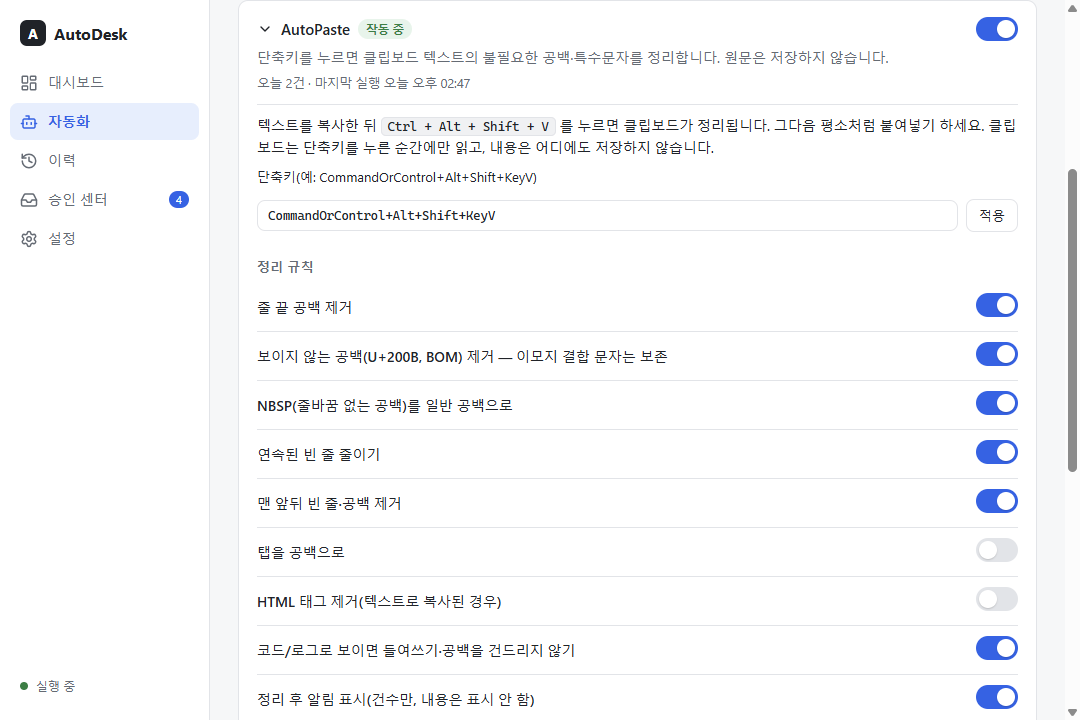 A AutoDesk
대시보드
자동화
이력
승인 센터 4
설정
실행 중
AutoPaste 작동 중
단축키를 누르면 클립보드 텍스트의 불필요한 공백·특수문자를 정리합니다. 원문은 저장하지 않습니다.
오늘 2건 · 마지막 실행 오늘 오후 02:47
텍스트를 복사한 뒤 Ctrl + Alt + Shift + V 를 누르면 클립보드가 정리됩니다. 그다음 평소처럼 붙여넣기 하세요. 클립
보드는 단축키를 누른 순간에만 읽고, 내용은 어디에도 저장하지 않습니다.
단축키(예: CommandOrControl+Alt+Shift+KeyV)
CommandOrControl+Alt+Shift+KeyV 적용
정리 규칙
줄 끝 공백 제거
보이지 않는 공백(U+200B, BOM) 제거 — 이모지 결합 문자는 보존
NBSP(줄바꿈 없는 공백)를 일반 공백으로
연속된 빈 줄 줄이기
맨 앞뒤 빈 줄·공백 제거
탭을 공백으로
HTML 태그 제거(텍스트로 복사된 경우)
코드/로그로 보이면 들여쓰기·공백을 건드리지 않기
정리 후 알림 표시(건수만, 내용은 표시 안 함)